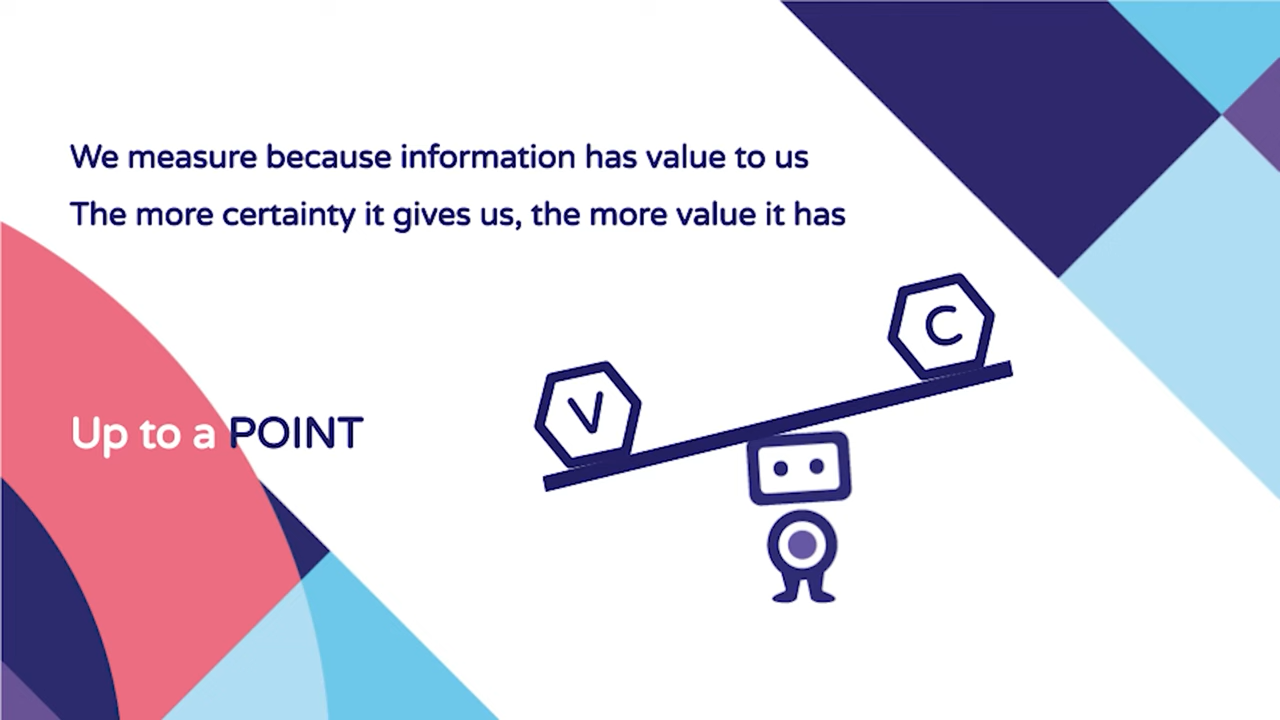 We measure because information has value to us
The more certainty it gives us, the more value it has
Up to a POINT
V
C